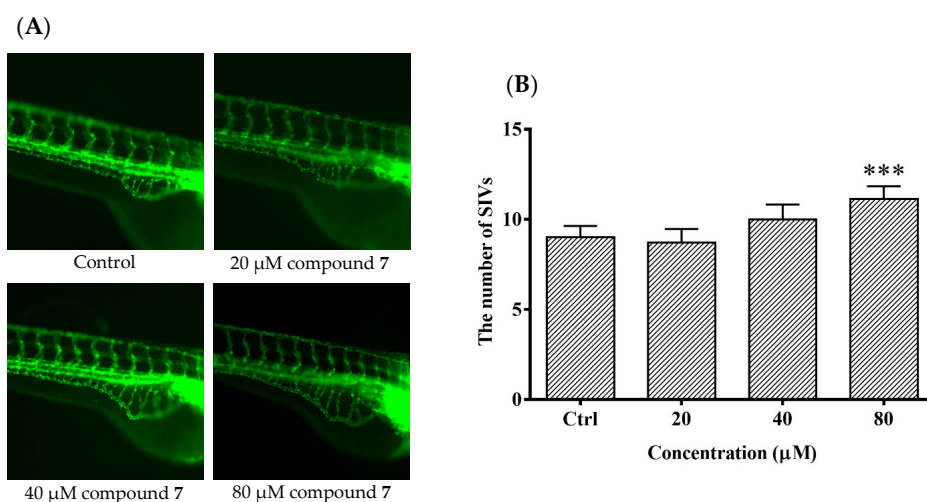 (A)
Control
20 μM compound 7
40 μM compound 7
80 μM compound 7
(B)
The number of SIVs
15
10
5
0
***
Ctrl
20
40
80
Concentration (μM)